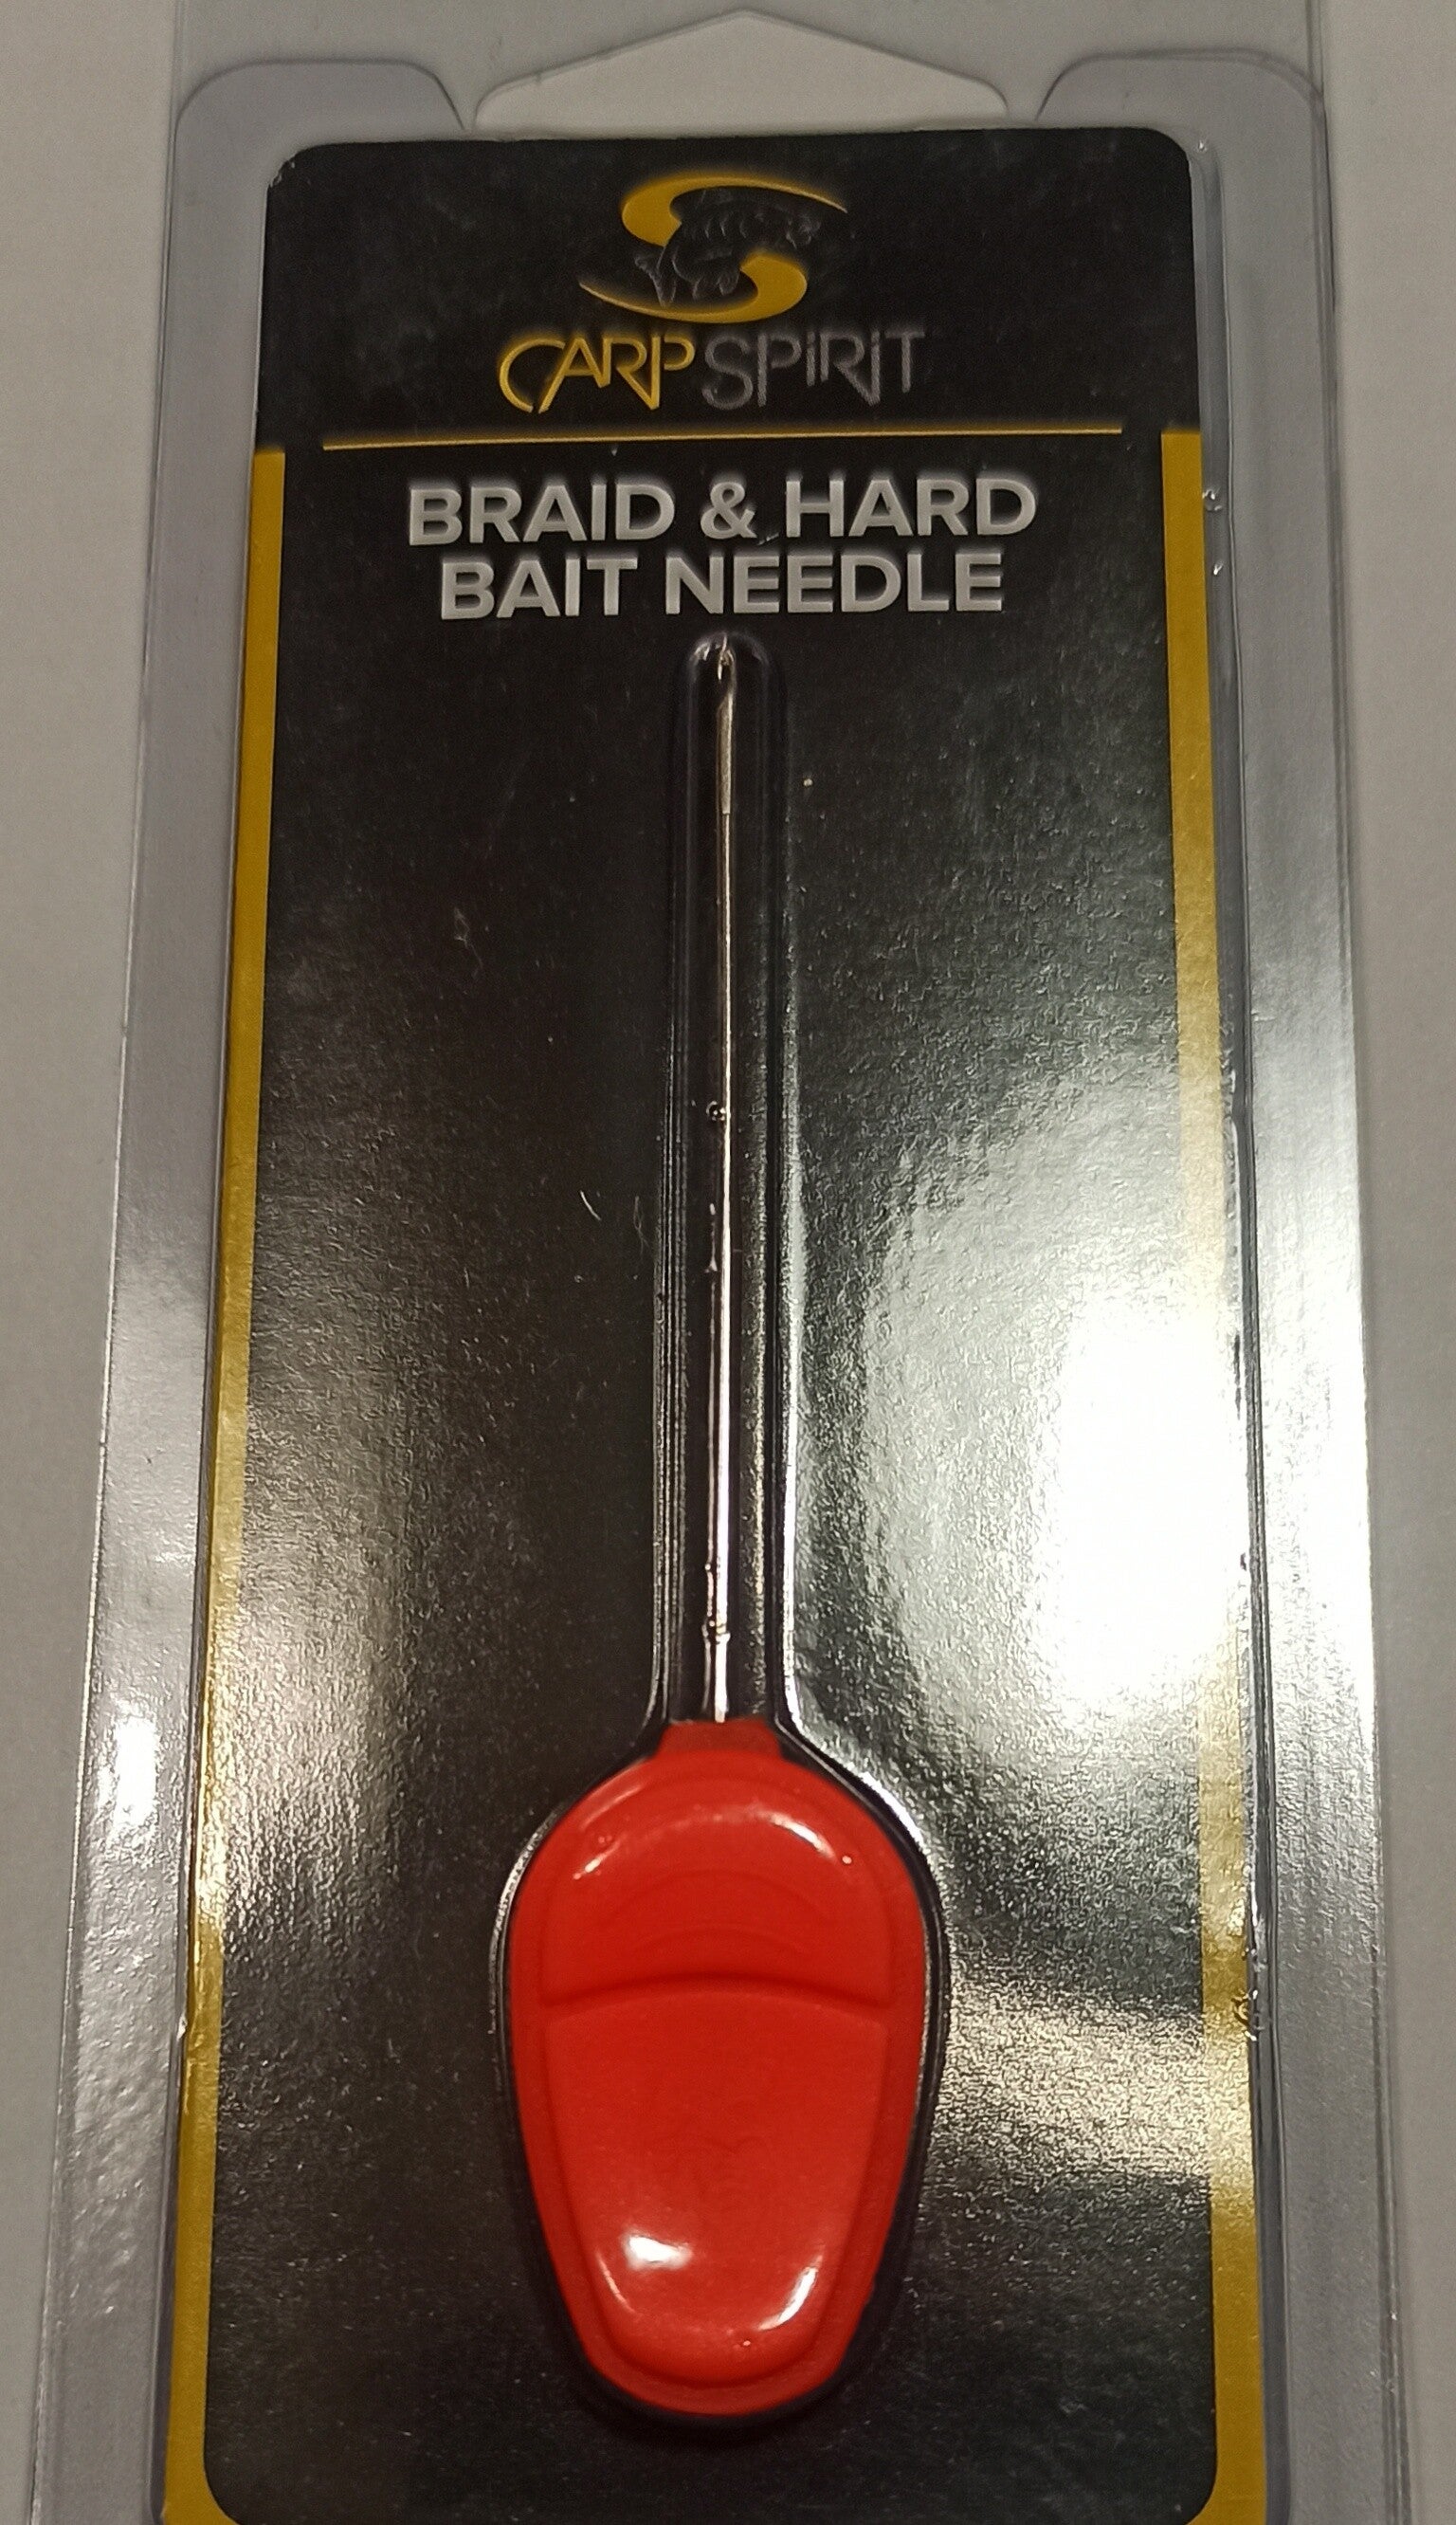 CARP SPIRIT
BRAID & HARD
BAIT NEEDLE